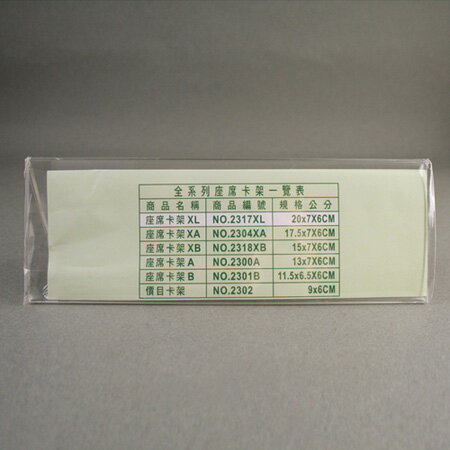 全系列座席卡架一覽表
商品名稱 商品編號 規格公分
座席卡架XL NO.2317XL 20x7X6CM
座席卡架XA NO.2304XA 17.5x7X6CM
座席卡架XB NO.2318XB 15x7X6CM
座席卡架A NO.2300A 13x7X6CM
座席卡架B NO.2301B 11.5x6.5X6CM
價目卡架 NO.2302 9x6CM